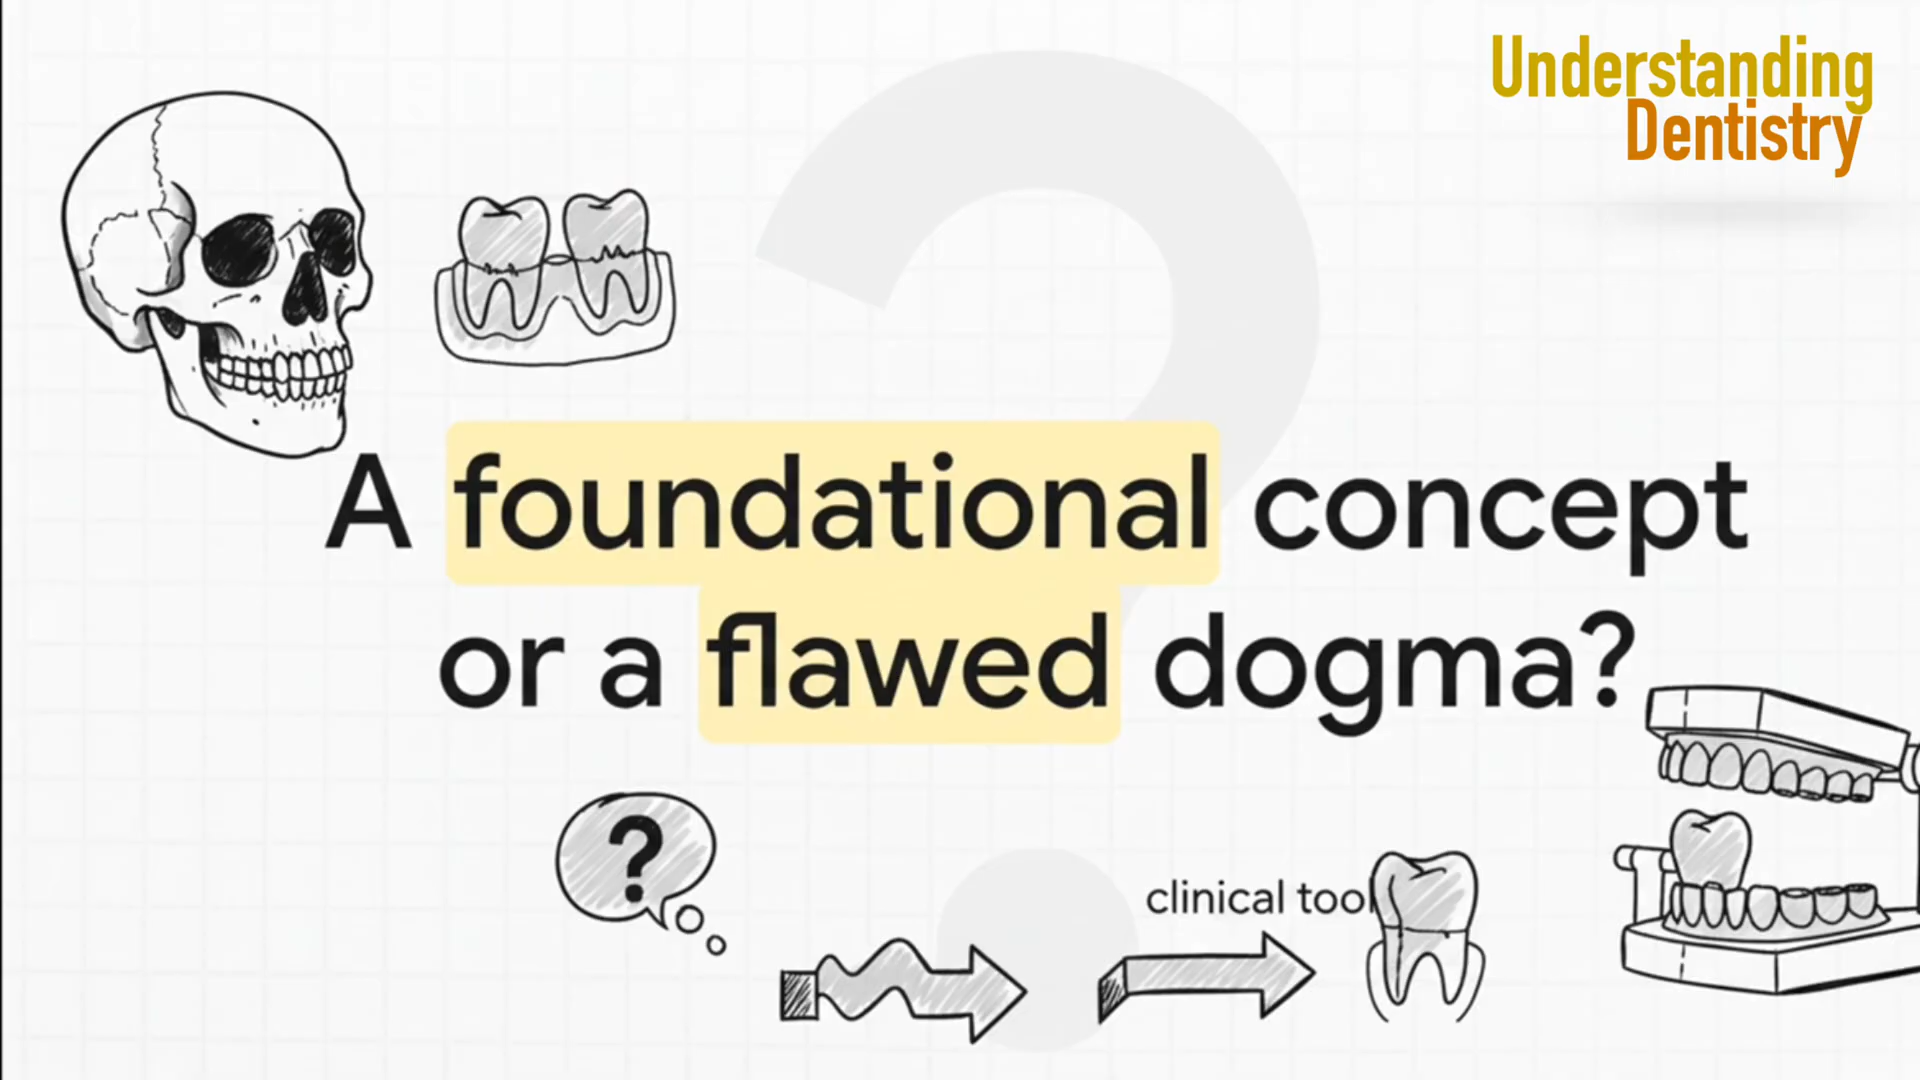 Understanding
Dentistry
A foundational concept
or a flawed dogma?
?
clinical tool